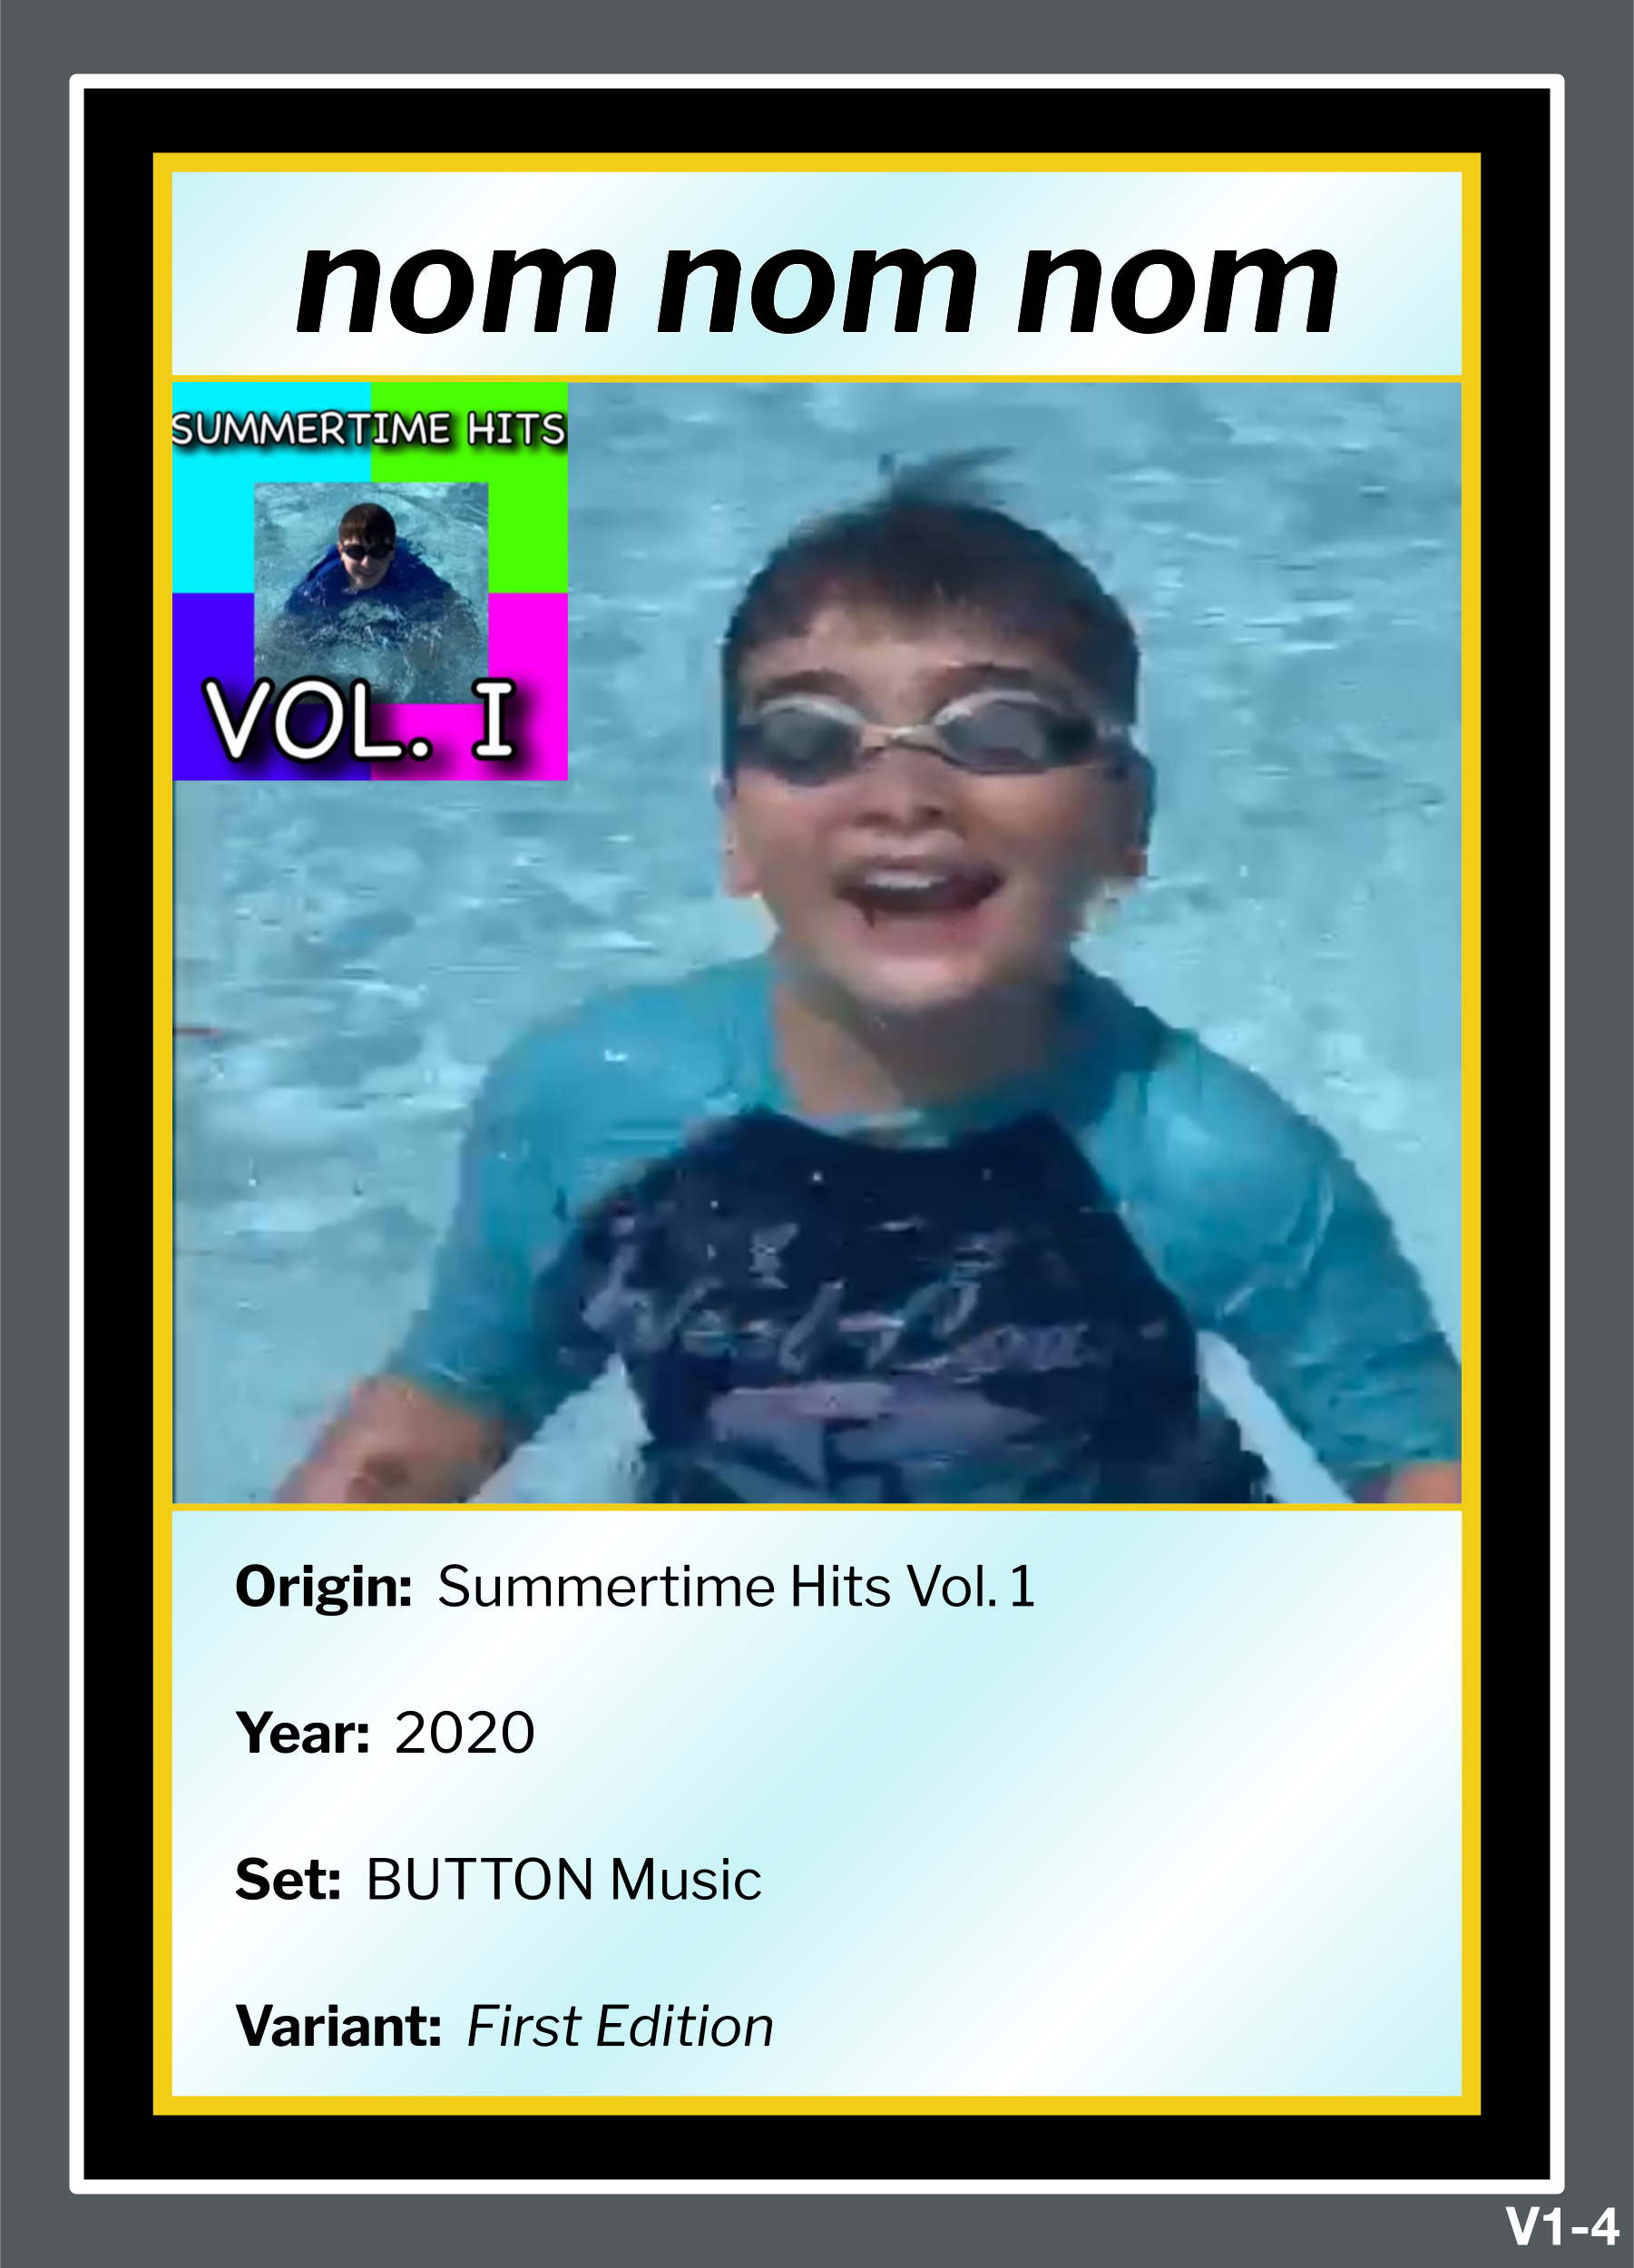 nom nom nom
SUMMERTIME HITS
VOL. I
Origin: Summertime Hits Vol. 1
Year: 2020
Set: BUTTON Music
Variant: First Edition
V1-4